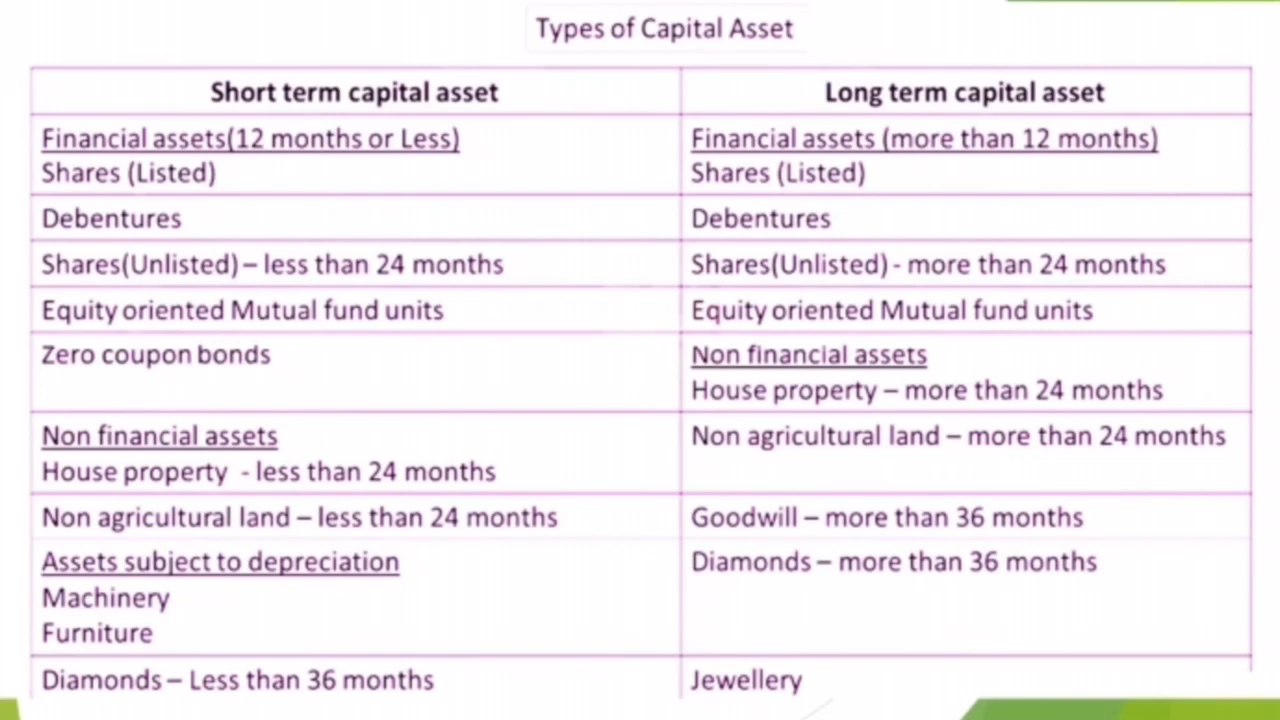 Types of Capital Asset
Short term capital asset
Long term capital asset
Financial assets(12 months or Less)
Shares (Listed)
Financial assets (more than 12 months)
Shares (Listed)
Debentures
Debentures
Shares(Unlisted) – less than 24 months
Shares(Unlisted) - more than 24 months
Equity oriented Mutual fund units
Equity oriented Mutual fund units
Zero coupon bonds
Non financial assets
House property – more than 24 months
Non financial assets
House property - less than 24 months
Non agricultural land – more than 24 months
Non agricultural land – less than 24 months
Goodwill – more than 36 months
Assets subject to depreciation
Machinery
Furniture
Diamonds – more than 36 months
Diamonds – Less than 36 months
Jewellery